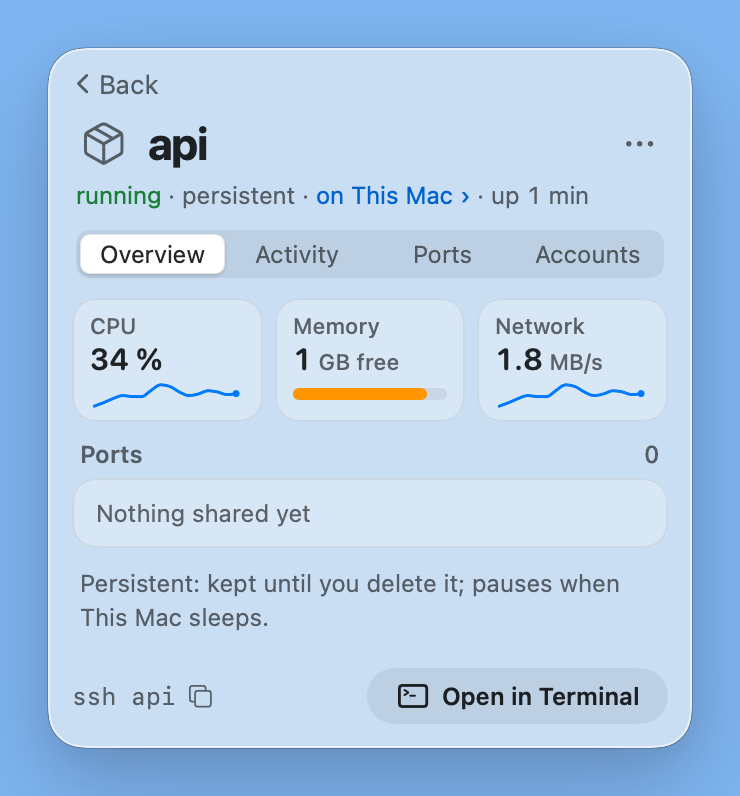 Back
api
running · persistent · on This Mac › · up 1 min
Overview Activity Ports Accounts
CPU Memory Network
34 % 1 GB free 1.8 MB/s
Ports 0
Nothing shared yet
Persistent: kept until you delete it; pauses when
This Mac sleeps.
ssh api Open in Terminal